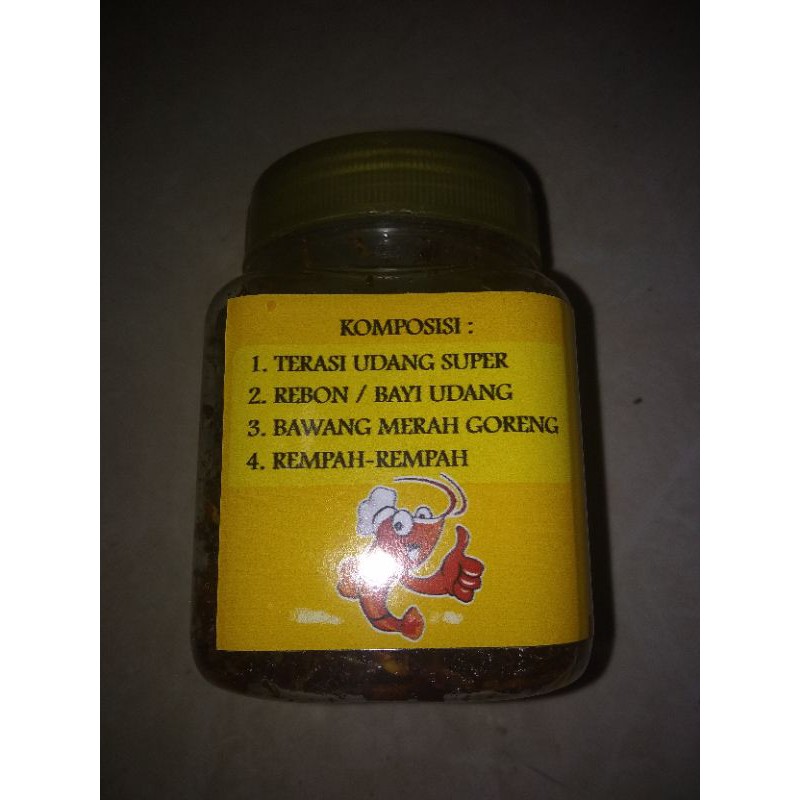 KOMPOSISI :
1. TERASI UDANG SUPER
2. REBON / BAYI UDANG
3. BAWANG MERAH GORENG
4. REMPAH-REMPAH